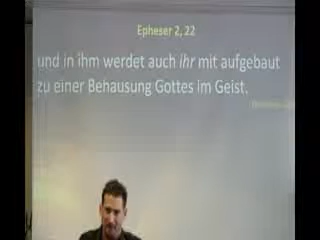 Epheser 2, 22
und in ihm werdet auch ihr mit aufgebaut
zu einer Behausung Gottes im Geist.